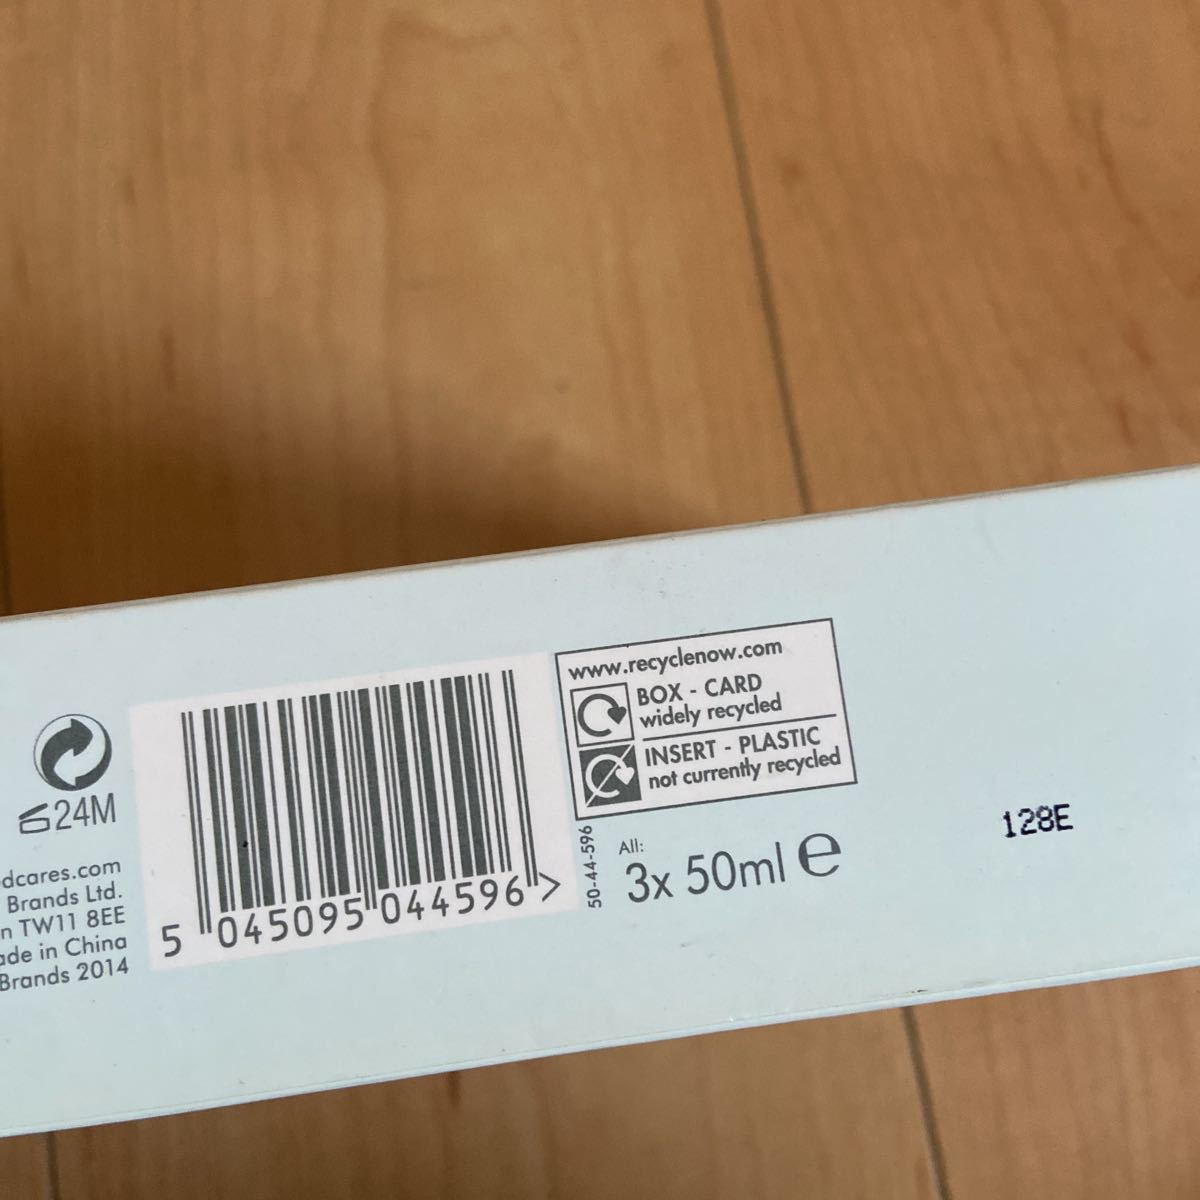 24M
dcares.com
Brands Ltd.
n TW11 8EE
ade in China
Brands 2014
5 045095 044596 >
www.recyclenow.com
BOX - CARD
widely recycled
INSERT - PLASTIC
not currently recycled
50-44-596
All:
3x 50ml e
128E